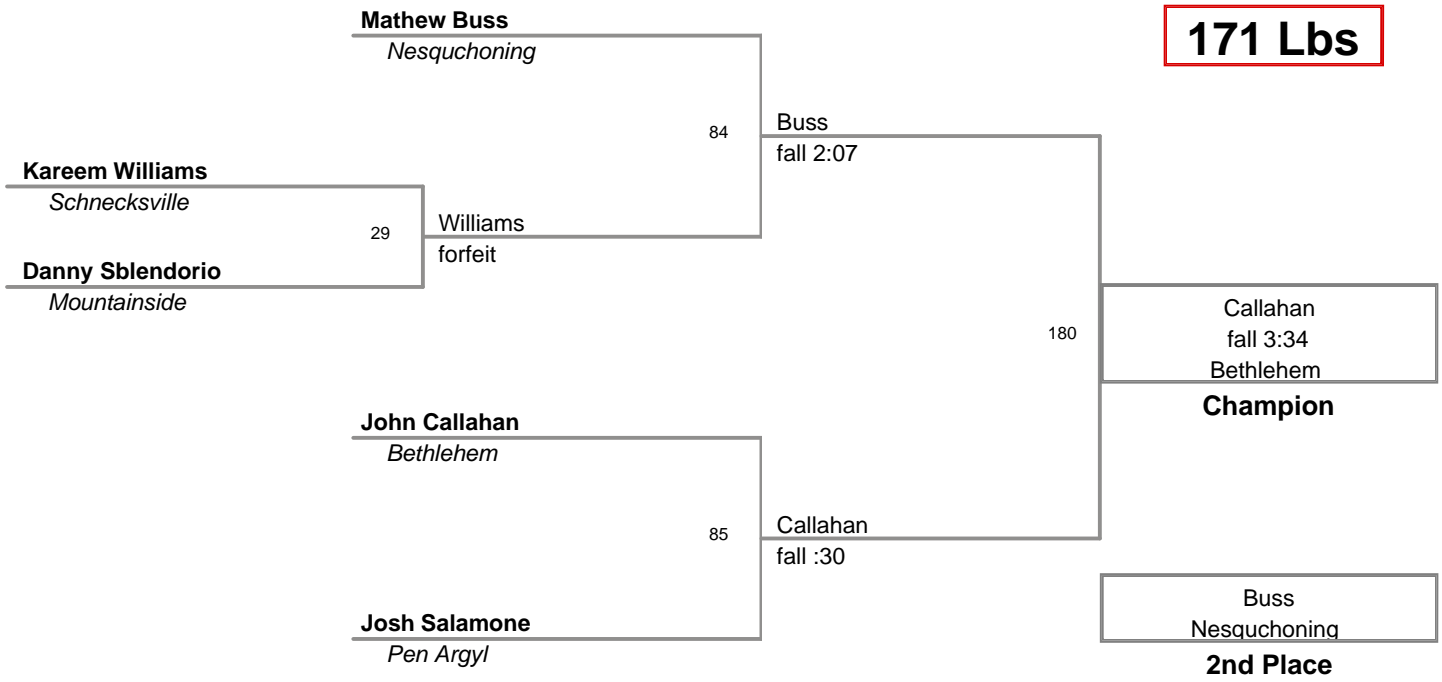 Mathew Buss
Nesquchoning
171 Lbs
84
Buss
fall 2:07
Kareem Williams
Schnecksville
29
Williams
forfeit
Danny Sblendorio
Mountainside
180
Callahan
fall 3:34
Bethlehem
Champion
John Callahan
Bethlehem
85
Callahan
fall :30
Josh Salamone
Pen Argyl
Buss
Nesquchoning
2nd Place